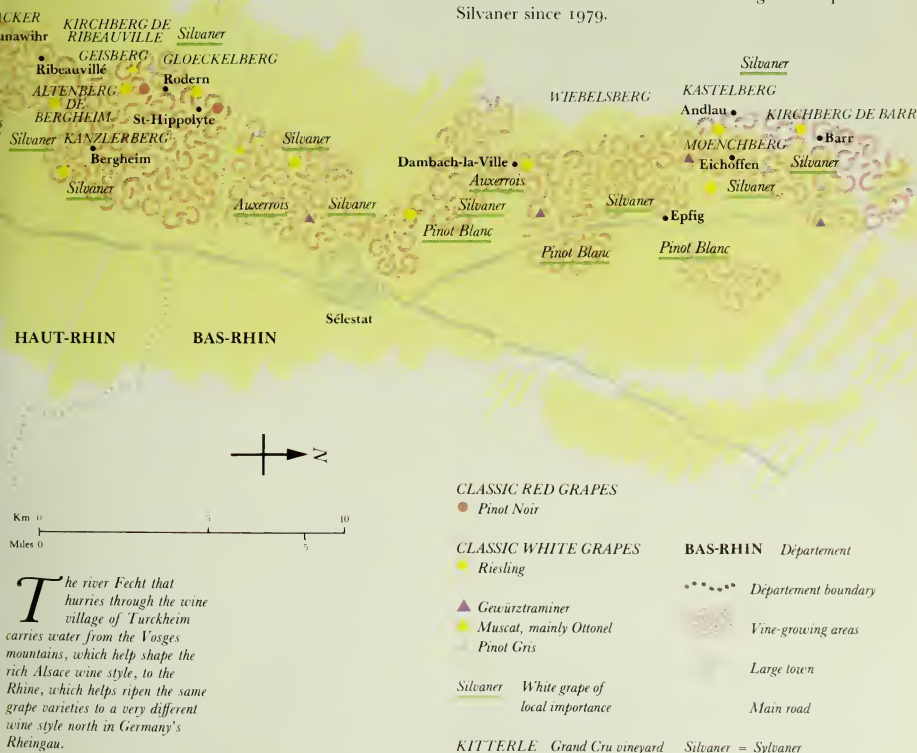 Silvaner since 1979.
KIRCHBERG DE
RIBEAUVILLE
Silvaner
GEISBERG
GLOECKELBERG
Ribeauvillé
Rodern
ALTENBERG
DE
BERGHEIM
St-Hippolyte
Silvaner
KANZLERBERG
Bergheim
Silvaner
Silvaner
Auxerrois
Silvaner
Silvaner
WIEBELSBERG
KASTELBERG
Andlau
KIRCHBERG DE BARR
Barr
MOENCHBERG
Dambach-la-Ville
Eichoffen
Silvaner
Auxerrois
Silvaner
Silvaner
Silvaner
Epfig
Pinot Blanc
Pinot Blanc
Pinot Blanc
Sélestat
HAUT-RHIN
BAS-RHIN
N
Km 0 5 10
Miles 0 5
The river Fecht that
hurries through the wine
village of Turckheim
carries water from the Vosges
mountains, which help shape the
rich Alsace wine style, to the
Rhine, which helps ripen the same
grape varieties to a very different
wine style north in Germany's
Rheingau.
CLASSIC RED GRAPES
Pinot Noir
CLASSIC WHITE GRAPES
Riesling
Gewürztraminer
Muscat, mainly Ottonel
Pinot Gris
Silvaner White grape of
local importance
KITTERLE Grand Cru vineyard
BAS-RHIN Département
Département boundary
Vine-growing areas
Large town
Main road
Silvaner = Sylvaner